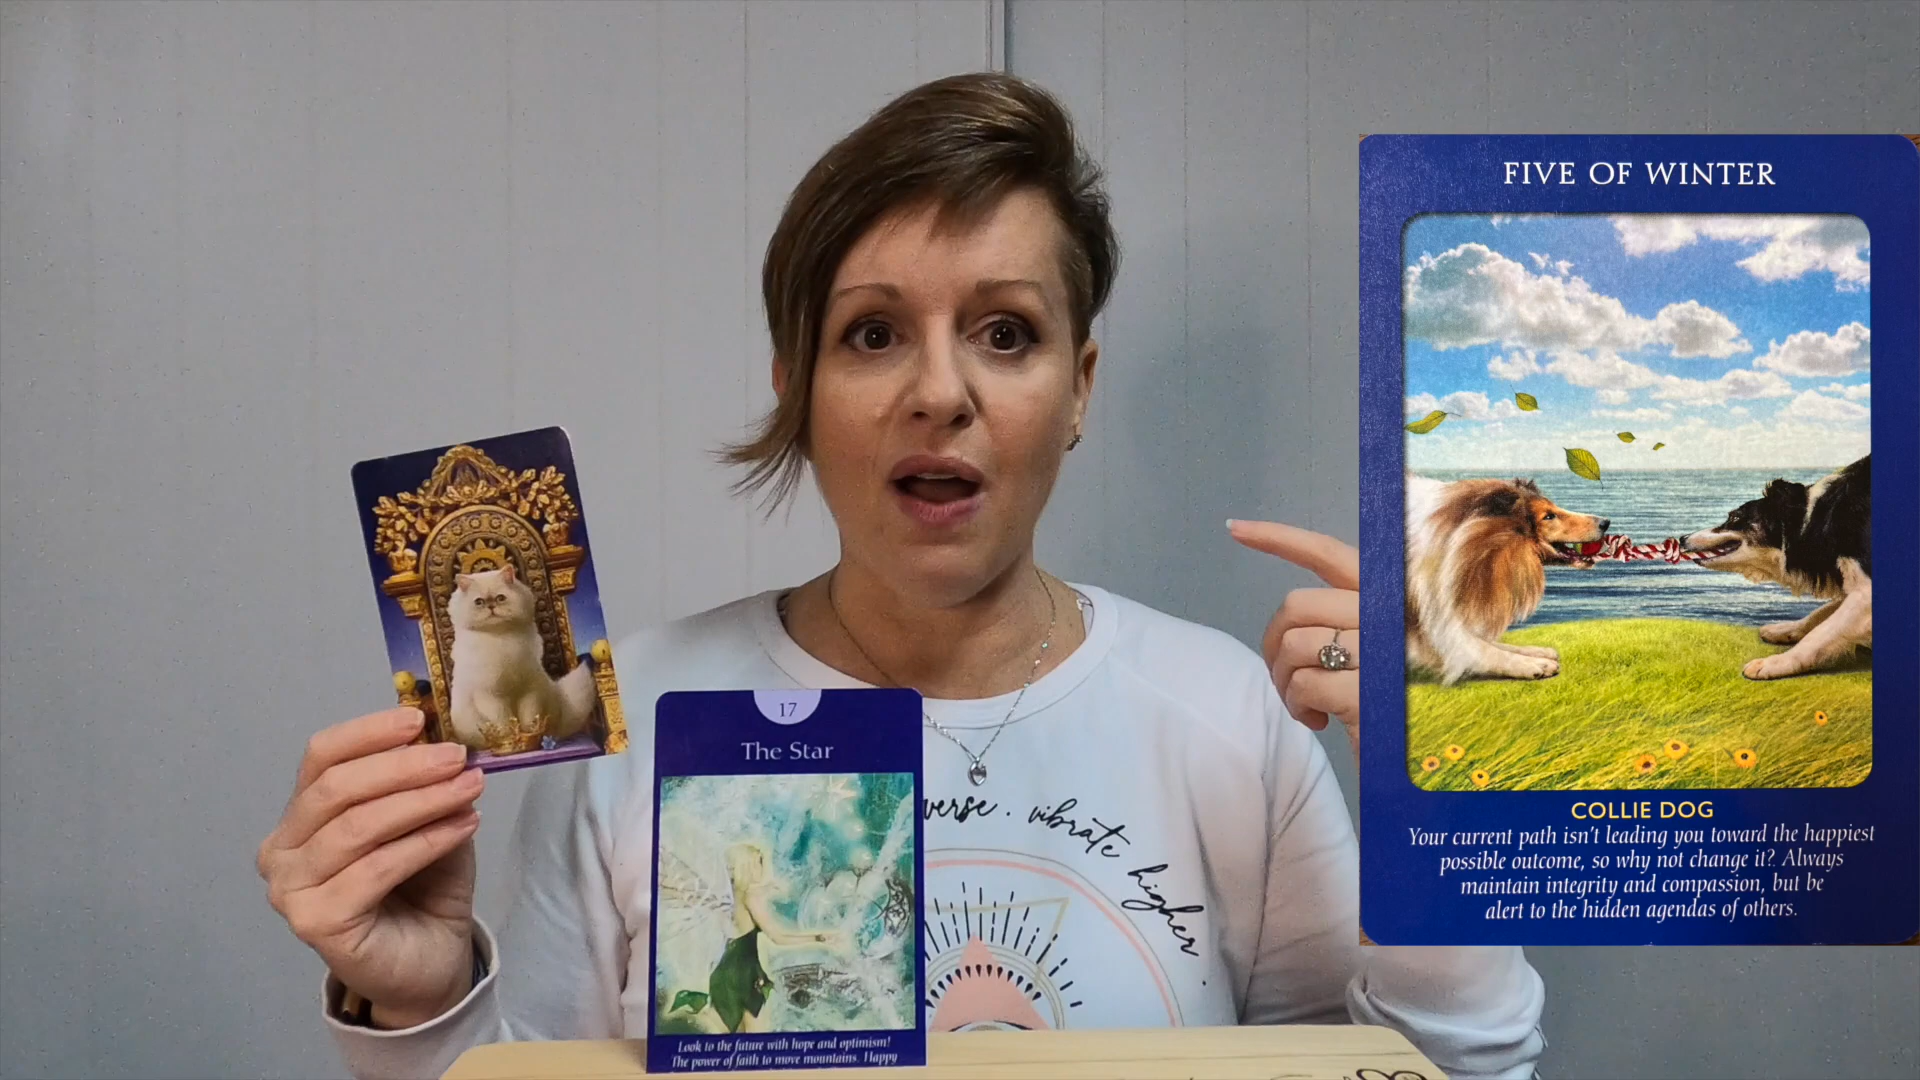 FIVE OF WINTER
COLLIE DOG
Your current path isn't leading you toward the happiest
possible outcome, so why not change it? Always
maintain integrity and compassion, but be
alert to the hidden agendas of others.
17
The Star
Look to the future with hope and optimism!
The power of faith to move mountains. Happy
verse . vibrate higher.